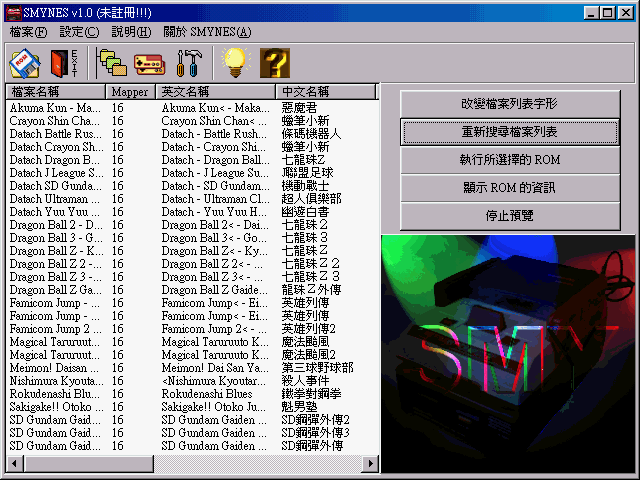 SMYNES v1.0 (未註冊!!!)
檔案(F) 設定(C) 說明(H) 關於 SMYNES(A)
ROM EXIT
檔案名稱 Mapper 英文名稱 中文名稱
Akuma Kun - Ma... 16 Akuma Kun< - Maka... 惡魔君
Crayon Shin Cha... 16 Crayon Shin Chan< ... 蠟筆小新
Datach Battle Rus... 16 Datach - Battle Rush... 條碼機器人
Datach Crayon Sh... 16 Datach - Crayon Shi... 蠟筆小新
Datach Dragon B... 16 Datach - Dragon Ball... 七龍珠Z
Datach J League S... 16 Datach - J League Su... J聯盟足球
Datach SD Gunda... 16 Datach - SD Gundam... 機動戰士
Datach Ultraman ... 16 Datach - Ultraman Cl... 超人俱樂部
Datach Yuu Yuu ... 16 Datach - Yuu Yuu H... 幽遊白書
Dragon Ball 2 - D... 16 Dragon Ball 2< - Dai... 七龍珠２
Dragon Ball 3 - G... 16 Dragon Ball 3< - Go... 七龍珠３
Dragon Ball Z - K... 16 Dragon Ball Z< - Ky... 七龍珠Ｚ
Dragon Ball Z 2 -... 16 Dragon Ball Z 2< - ... 七龍珠Ｚ２
Dragon Ball Z 3 -... 16 Dragon Ball Z 3< - ... 七龍珠Ｚ３
Dragon Ball Z Ga... 16 Dragon Ball Z Gaide... 龍珠Ｚ外傳
Famicom Jump - ... 16 Famicom Jump< - Ei... 英雄列傳
Famicom Jump - ... 16 Famicom Jump< - Ei... 英雄列傳
Famicom Jump 2 ... 16 Famicom Jump 2< - ... 英雄列傳2
Magical Taruruut... 16 Magical Taruruuto K... 魔法颱風
Magical Taruruut... 16 Magical Taruruuto K... 魔法颱風2
Meimon! Daisan ... 16 Meimon! Dai San Ya... 第三球野球部
Nishimura Kyouta... 16 <Nishimura Kyoutar... 殺人事件
Rokudenashi Blu... 16 Rokudenashi Blues 鐵拳對鋼拳
Sakigake!! Otoko ... 16 Sakigake!! Otoko Ju... 魁男塾
SD Gundam Gaid... 16 SD Gundam Gaiden ... SD鋼彈外傳2
SD Gundam Gaid... 16 SD Gundam Gaiden ... SD鋼彈外傳3
SD Gundam Gaid... 16 SD Gundam Gaiden ... SD鋼彈外傳
改變檔案列表字形
重新搜尋檔案列表
執行所選擇的 ROM
顯示 ROM 的資訊
停止預覽
SMY